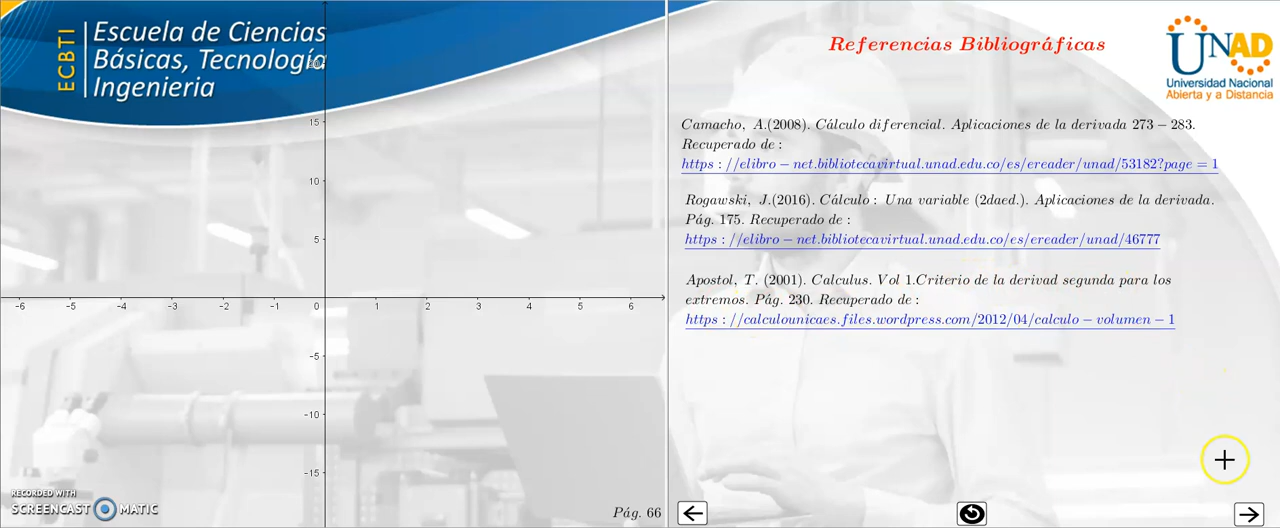 ECBTI
Escuela de Ciencias
Básicas, Tecnología
Ingenieria
20
15
10
5
-6 -5 -4 -3 -2 -1 0 1 2 3 4 5 6
-5
-10
-15
RECORDED WITH
SCREENCAST MATIC
Pág. 66
Referencias Bibliográficas
UNAD
Universidad Nacional
Abierta y a Distancia
Camacho, A.(2008). Cálculo diferencial. Aplicaciones de la derivada 273 − 283.
Recuperado de :
https : //elibro − net.bibliotecavirtual.unad.edu.co/es/ereader/unad/53182?page = 1
Rogawski, J.(2016). Cálculo : Una variable (2daed.). Aplicaciones de la derivada.
Pág. 175. Recuperado de :
https : //elibro − net.bibliotecavirtual.unad.edu.co/es/ereader/unad/46777
Apostol, T. (2001). Calculus. Vol 1.Criterio de la derivad segunda para los
extremos. Pág. 230. Recuperado de :
https : //calculounicaes.files.wordpress.com/2012/04/calculo − volumen − 1